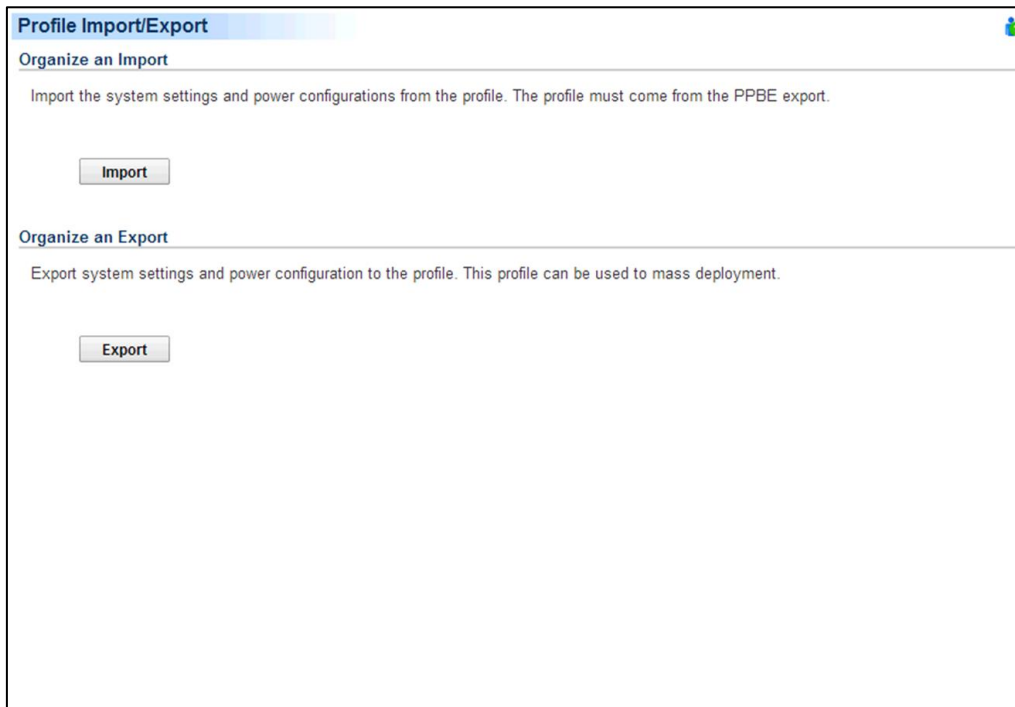 Profile Import/Export
Organize an Import
Import the system settings and power configurations from the profile. The profile must come from the PPBE export.
Import
Organize an Export
Export system settings and power configuration to the profile. This profile can be used to mass deployment.
Export